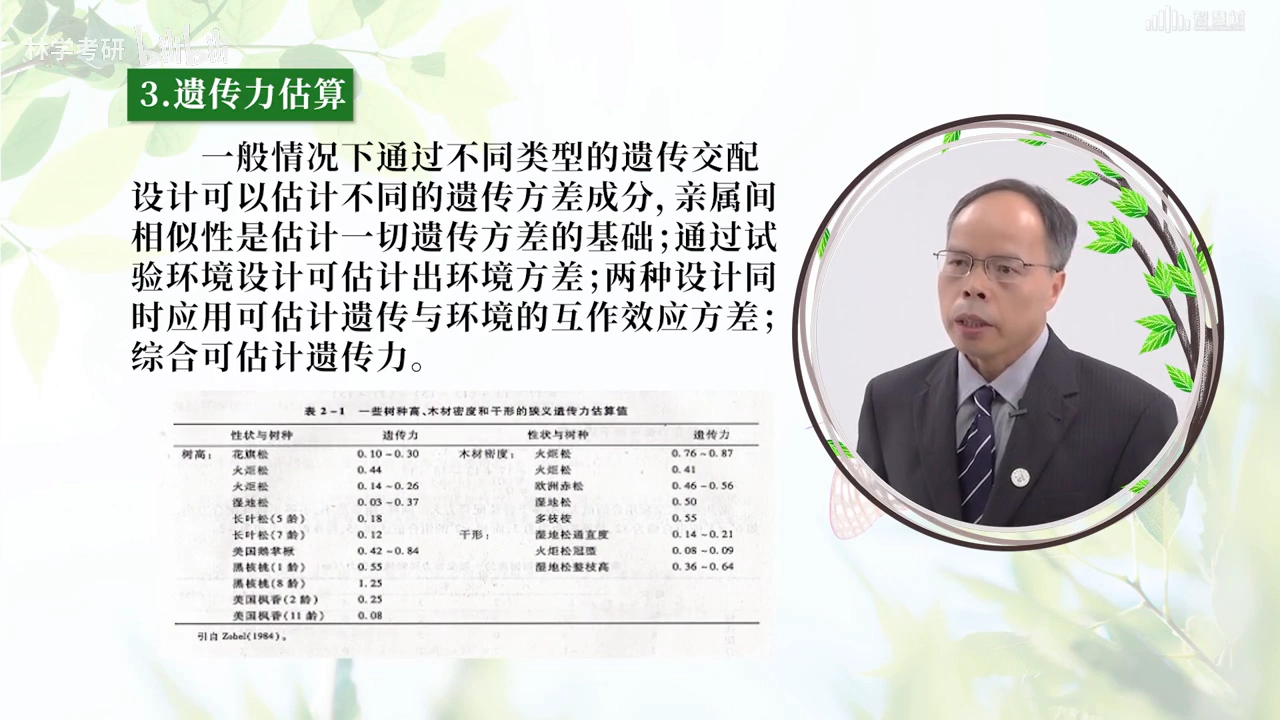 林学考研
智慧树
3.遗传力估算
一般情况下通过不同类型的遗传交配
设计可以估计不同的遗传方差成分,亲属间
相似性是估计一切遗传方差的基础;通过试
验环境设计可估计出环境方差;两种设计同
时应用可估计遗传与环境的互作效应方差;
综合可估计遗传力。
表2-1 一些树种高、木材密度和干形的狭义遗传力估算值
性状与树种 遗传力 性状与树种 遗传力
树高: 花旗松 0.10~0.30 木材密度: 火炬松 0.76~0.87
火炬松 0.44 火炬松 0.41
火炬松 0.14~0.26 欧洲赤松 0.46~0.56
湿地松 0.03~0.37 湿地松 0.50
长叶松(5龄) 0.18 多枝桉 0.55
长叶松(7龄) 0.12 干形: 湿地松通直度 0.14~0.21
美国鹅掌楸 0.42~0.84 火炬松冠 0.08~0.09
黑核桃(1龄) 0.55 湿地松整枝高 0.36~0.64
黑核桃(8龄) 1.25
美国枫香(2龄) 0.25
美国枫香(11龄) 0.08
引自 Zobel(1984)。